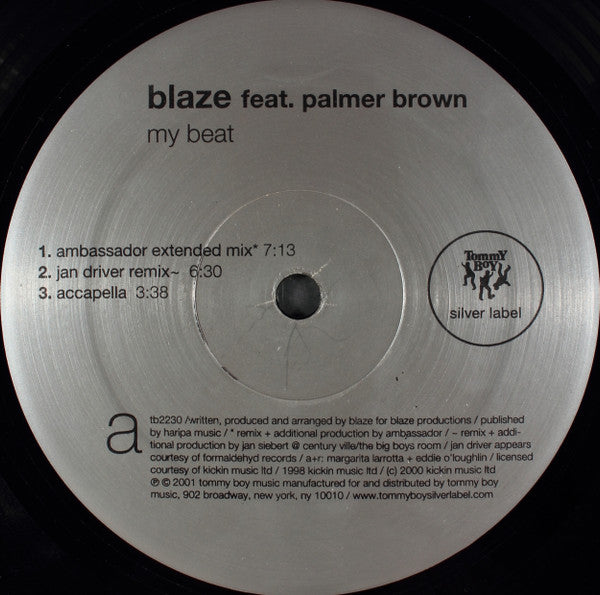 blaze feat. palmer brown
my beat
1. ambassador extended mix* 7:13
2. jan driver remix~ 6:30
3. accapella 3:38
Tommy
Boy
silver label
a
tb2230 /written, produced and arranged by blaze for blaze productions / published
by haripa music / * remix + additional production by ambassador / ~ remix + addi-
tional production by jan siebert @ century ville/the big boys room / jan driver appears
courtesy of formaldehyd records / a+r: margarita larrotta + eddie o'loughlin / licensed
courtesy of kickin music ltd / 1998 kickin music ltd / (c) 2000 kickin music ltd
℗ © 2001 tommy boy music manufactured for and distributed by tommy boy
music, 902 broadway, new york, ny 10010 / www.tommyboysilverlabel.com